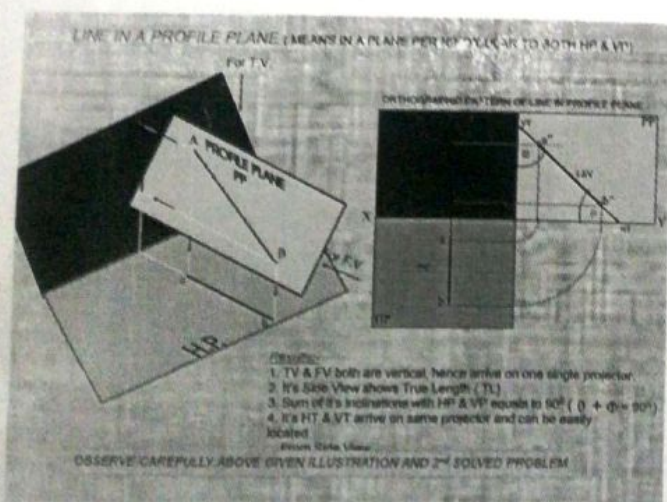 LINE IN A PROFILE PLANE ( MEANS IN A PLANE PERPENDICULAR TO BOTH HP & VP)
For T.V.
ORTHOGRAPHIC PATTERN OF LINE IN PROFILE PLANE
VT
PP
A
PROFILE PLANE
PP
a"
LSV
B
b"
X
Y
HT
F.V.
a
b
a
b
HP
H.P.
Results:-
1. TV & FV both are vertical, hence arrive on one single projector.
2. It's Side View shows True Length ( TL)
3. Sum of it's inclinations with HP & VP equals to 90º ( θ + Φ = 90º )
4. It's HT & VT arrive on same projector and can be easily
located
From Side View.
OBSERVE CAREFULLY ABOVE GIVEN ILLUSTRATION AND 2nd SOLVED PROBLEM